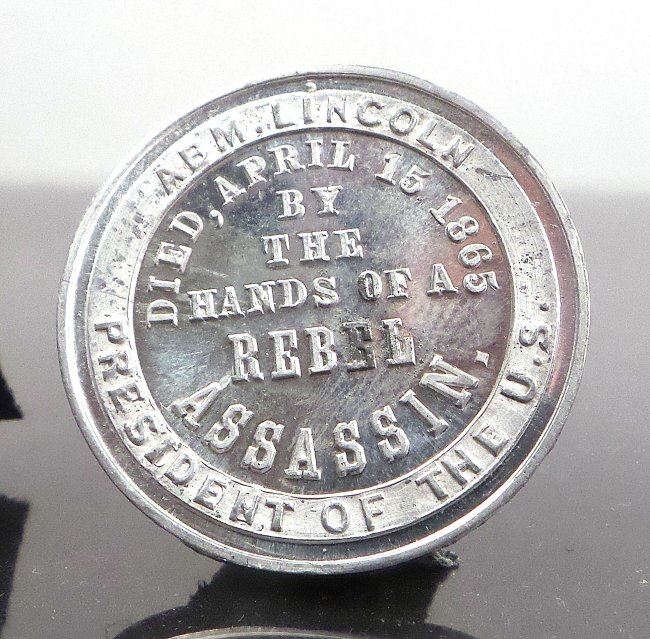 ABM. LINCOLN
PRESIDENT OF THE U.S.
DIED, APRIL 15 1865
BY
THE
HANDS OF A
REBEL
ASSASSIN.